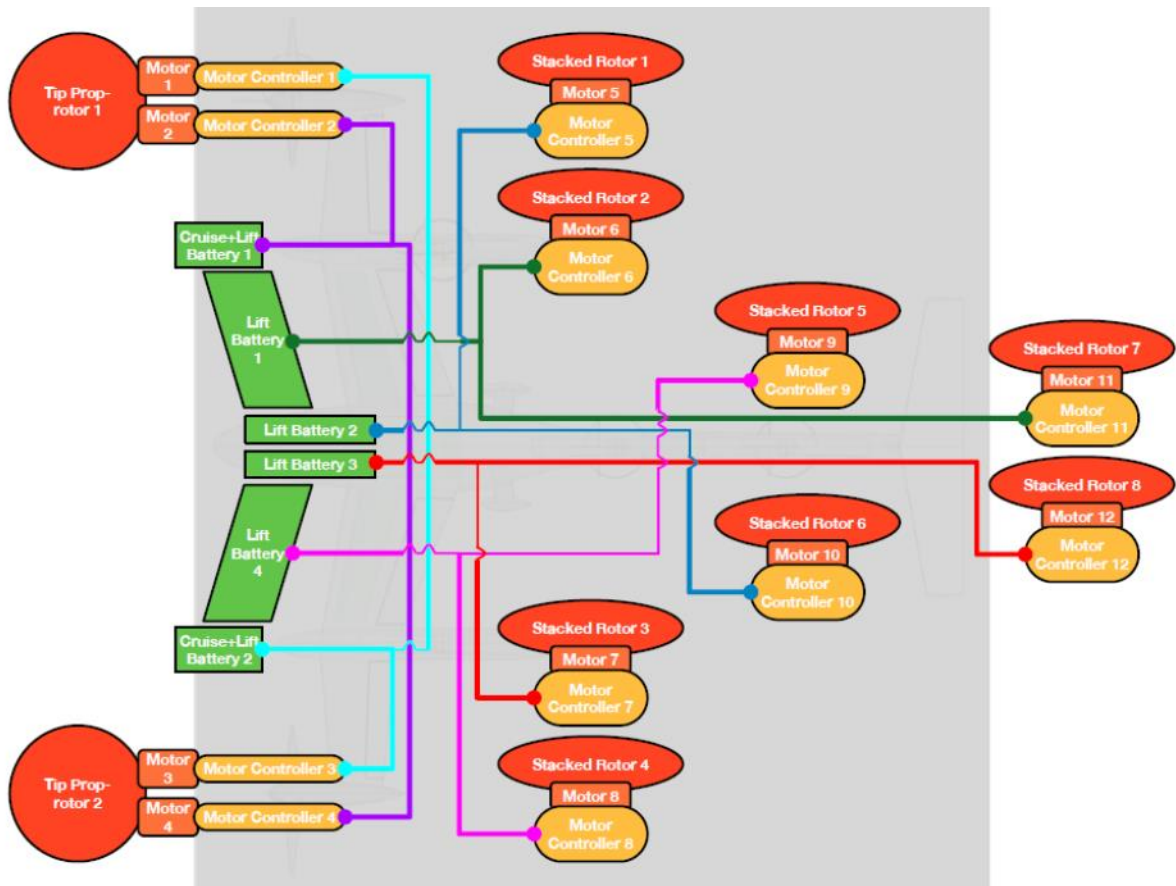 Tip Prop-
rotor 1
Motor
1
Motor Controller 1
Motor
2
Motor Controller 2
Stacked Rotor 1
Motor 5
Motor
Controller 5
Stacked Rotor 2
Motor 6
Motor
Controller 6
Cruise+Lift
Battery 1
Lift
Battery
1
Stacked Rotor 5
Motor 9
Motor
Controller 9
Stacked Rotor 7
Motor 11
Motor
Controller 11
Lift Battery 2
Lift Battery 3
Stacked Rotor 8
Motor 12
Motor
Controller 12
Lift
Battery
4
Stacked Rotor 6
Motor 10
Motor
Controller 10
Cruise+Lift
Battery 2
Stacked Rotor 3
Motor 7
Motor
Controller 7
Tip Prop-
rotor 2
Motor
3
Motor Controller 3
Motor
4
Motor Controller 4
Stacked Rotor 4
Motor 8
Motor
Controller 8